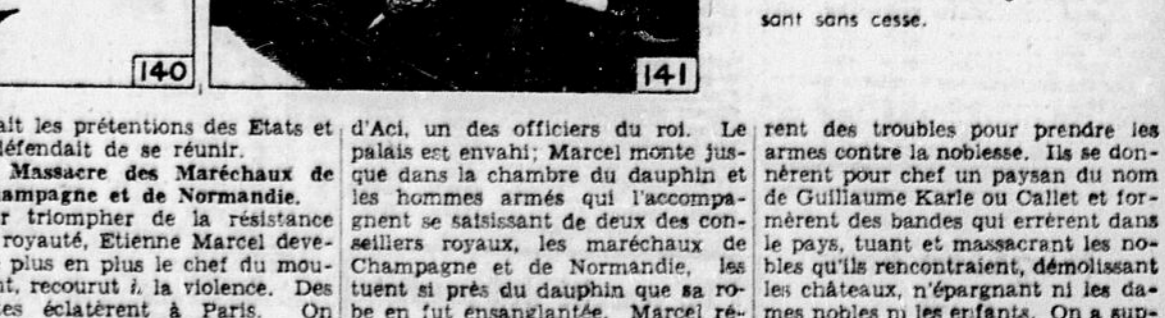 sant sans cesse.
140
141
ait les prétentions des Etats et
défendait de se réunir.
Massacre des Maréchaux de
ampagne et de Normandie.
r triompher de la résistance
royauté, Etienne Marcel deve-
plus en plus le chef du mou-
nt, recourut à la violence. Des
es éclatèrent à Paris. On
d'Aci, un des officiers du roi. Le
palais est envahi; Marcel monte jus-
que dans la chambre du dauphin et
les hommes armés qui l'accompa-
gnent se saisissant de deux des con-
seillers royaux, les maréchaux de
Champagne et de Normandie, les
tuent si près du dauphin que sa ro-
be en fut ensanglantée. Marcel ré-
rent des troubles pour prendre les
armes contre la noblesse. Ils se don-
nèrent pour chef un paysan du nom
de Guillaume Karle ou Callet et for-
mèrent des bandes qui errèrent dans
le pays, tuant et massacrant les no-
bles qu'ils rencontraient, démolissant
les châteaux, n'épargnant ni les da-
mes nobles ni les enfants. On a sup-